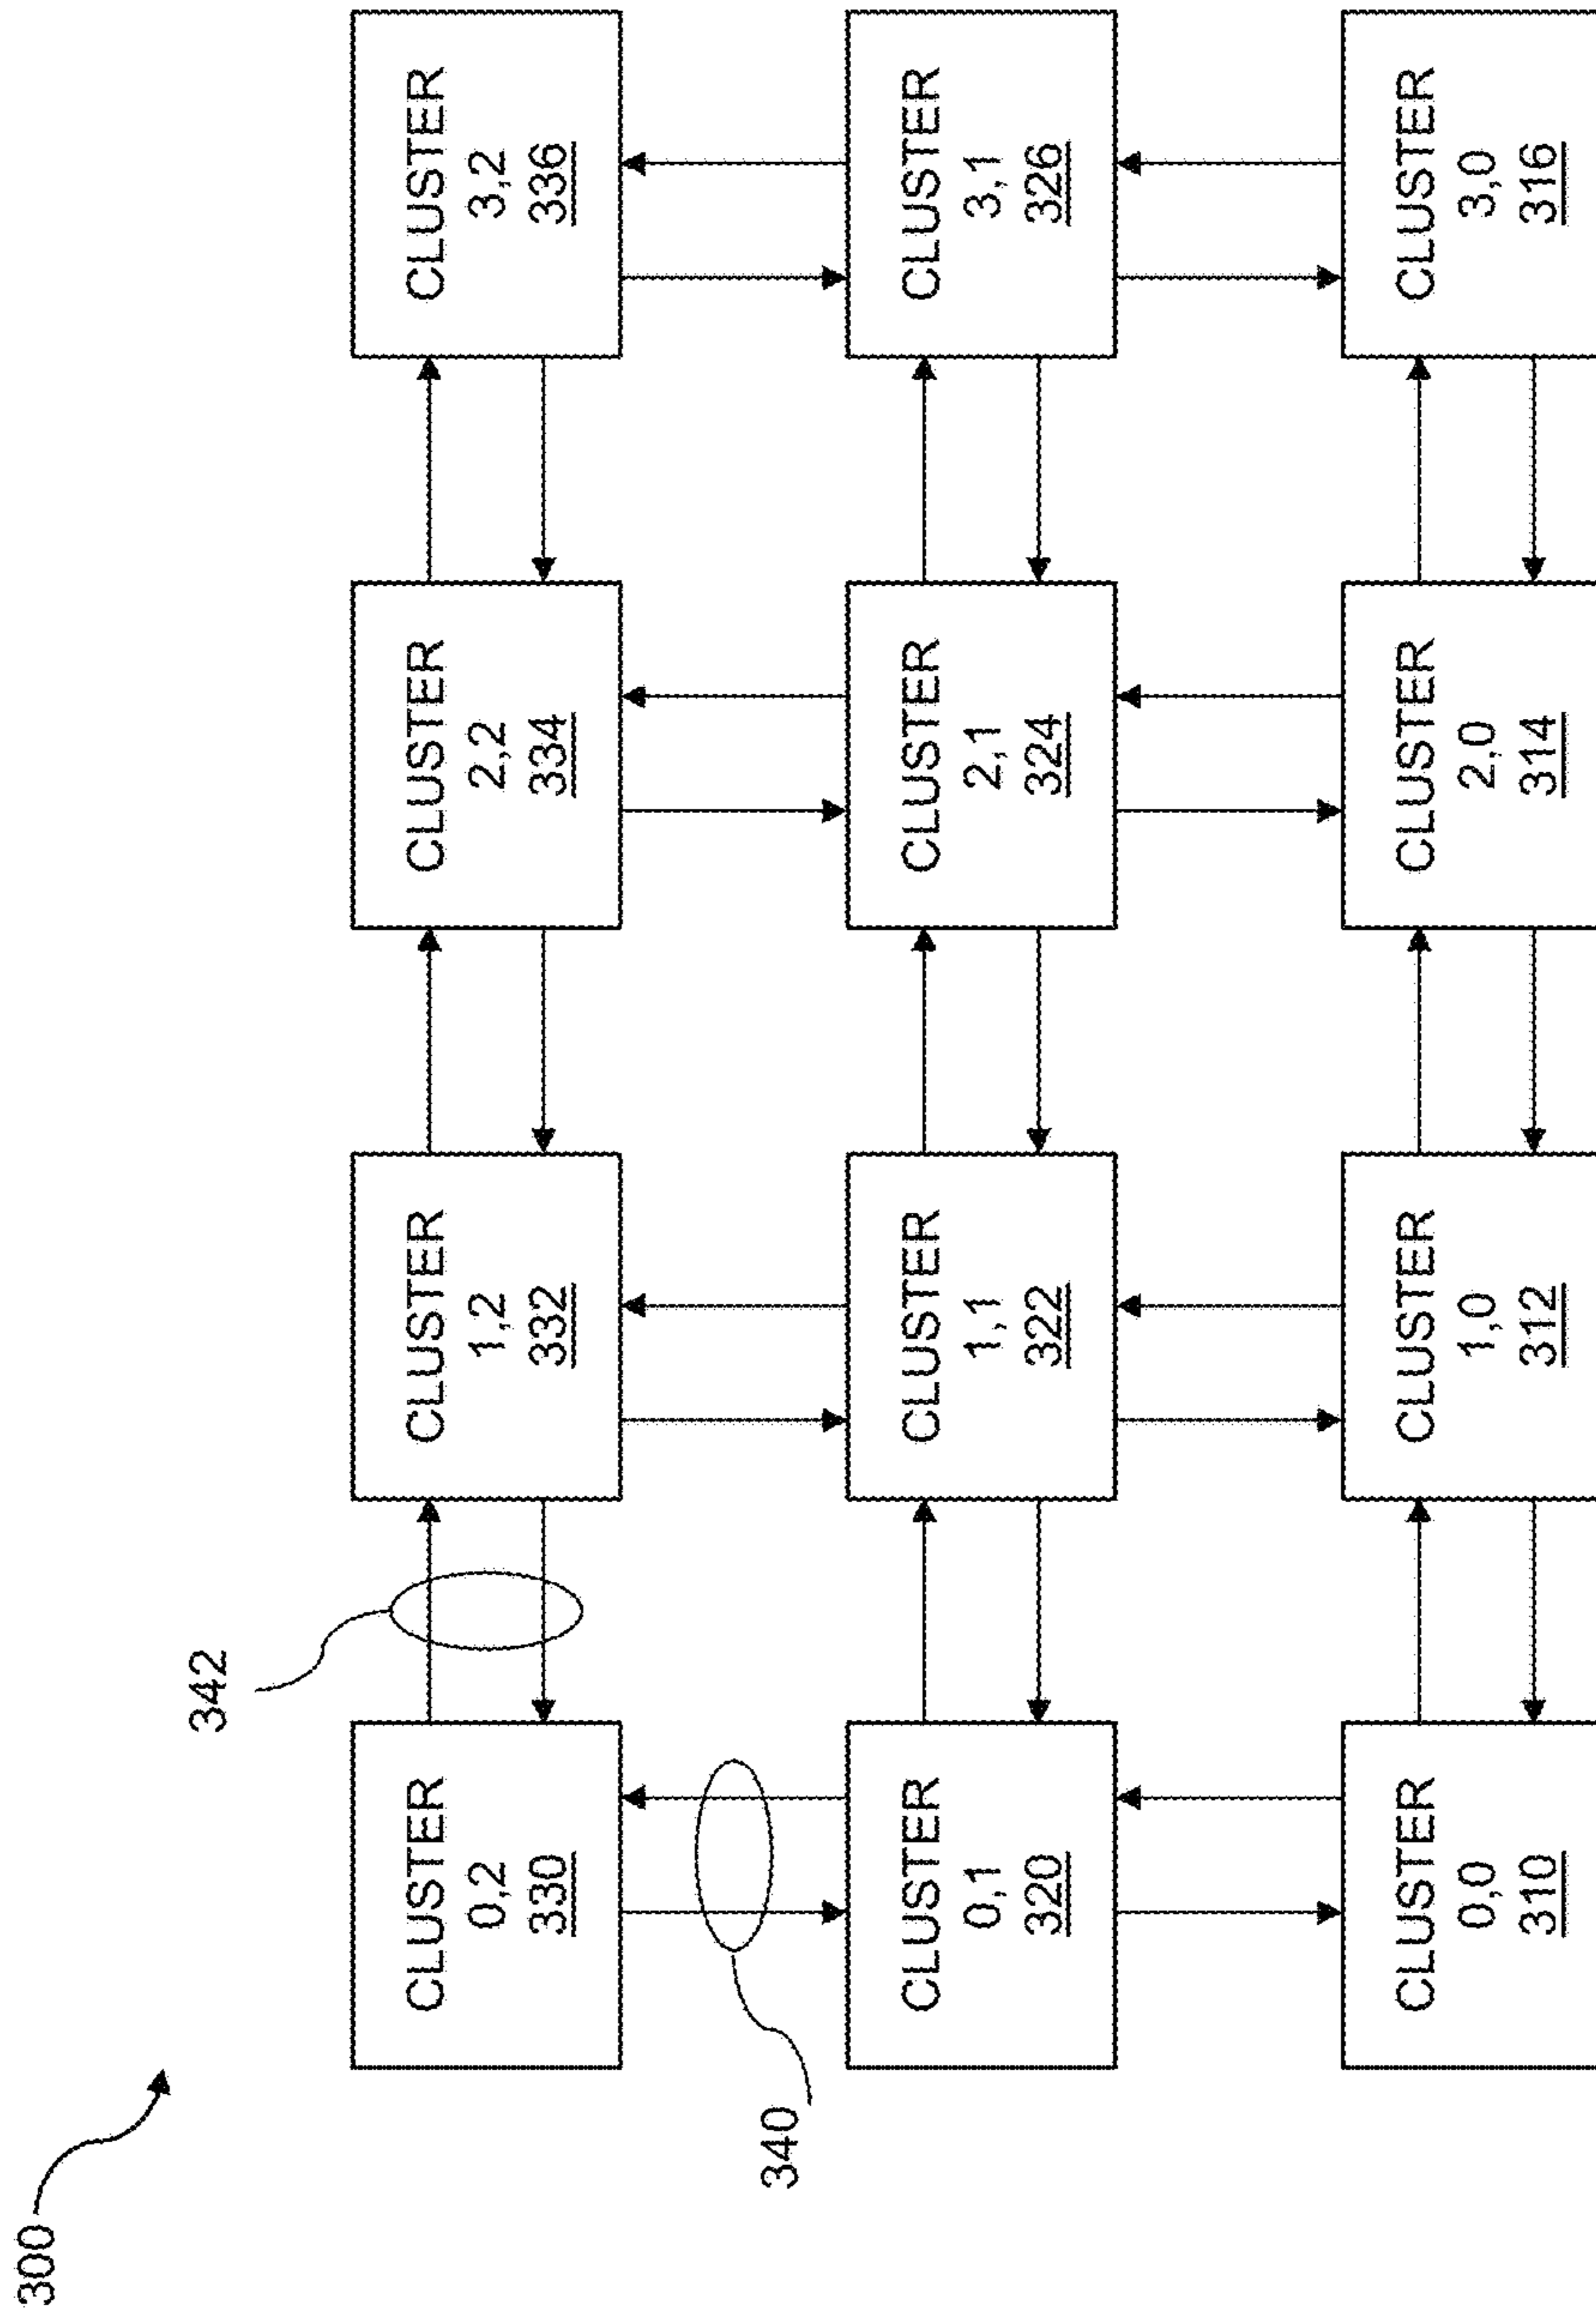 300
342
340
CLUSTER
0,2
330
CLUSTER
1,2
332
CLUSTER
2,2
334
CLUSTER
3,2
336
CLUSTER
0,1
320
CLUSTER
1,1
322
CLUSTER
2,1
324
CLUSTER
3,1
326
CLUSTER
0,0
310
CLUSTER
1,0
312
CLUSTER
2,0
314
CLUSTER
3,0
316